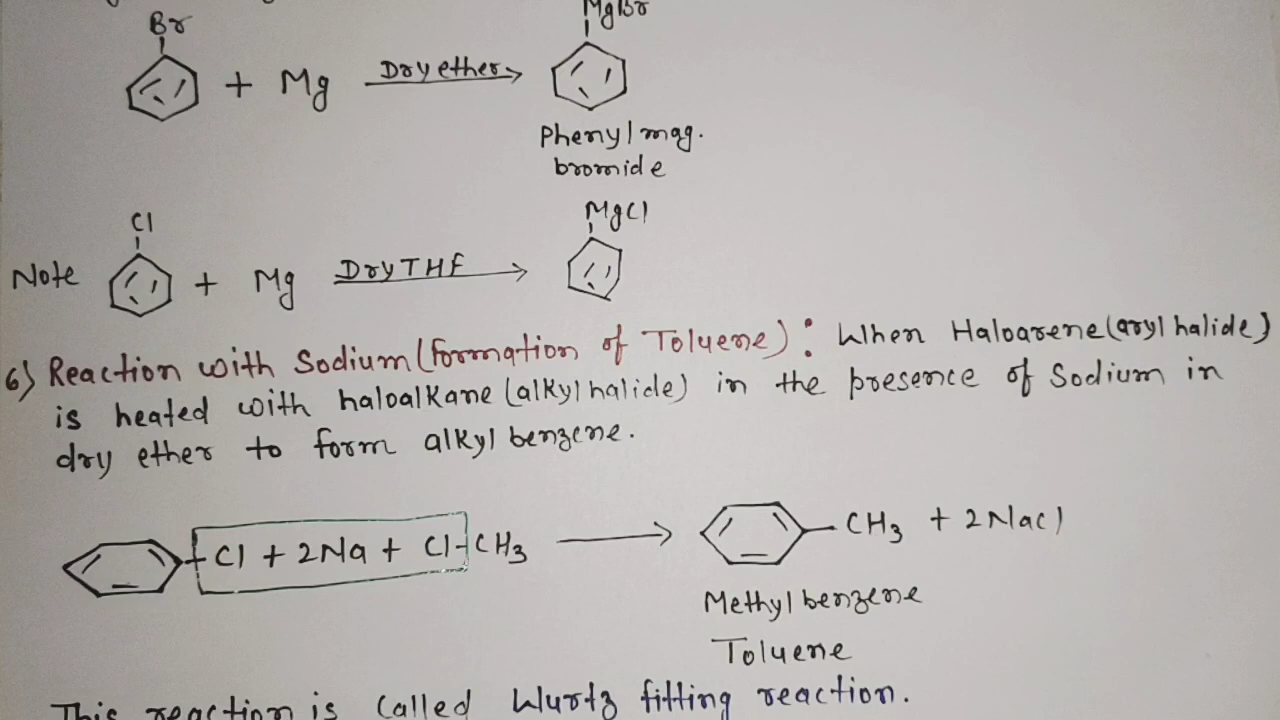 Br
MgBr
+ Mg Dry ether
Phenyl mag.
bromide
Cl
MgCl
Note + Mg Dry THF
6) Reaction with Sodium (formation of Toluene): When Haloarene (aryl halide)
is heated with haloalkane (alkyl halide) in the presence of Sodium in
dry ether to form alkyl benzene.
Cl + 2Na + Cl-CH3 CH3 + 2NaCl
Methyl benzene
Toluene
This reaction is Called Wurtz fitting reaction.